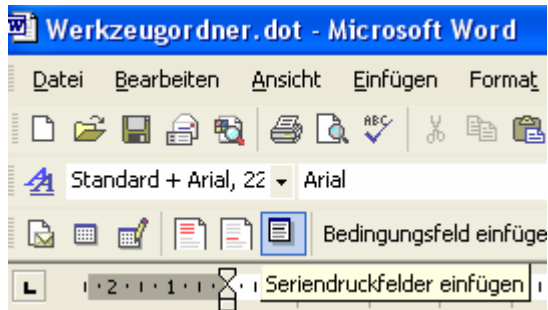 Werkzeugordner.dot - Microsoft Word
Datei Bearbeiten Ansicht Einfügen Format
ABC
Standard + Arial, 22 Arial
Bedingungsfeld einfüge
L 2 1 Seriendruckfelder einfügen